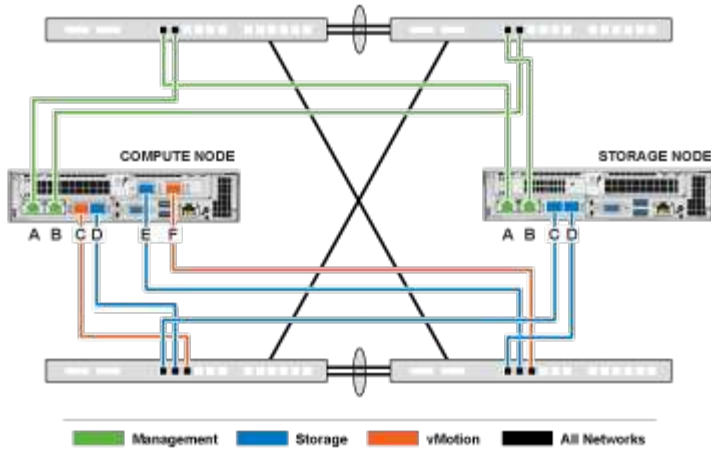 COMPUTE NODE
STORAGE NODE
A B C D E F
A B C D
Management Storage vMotion All Networks